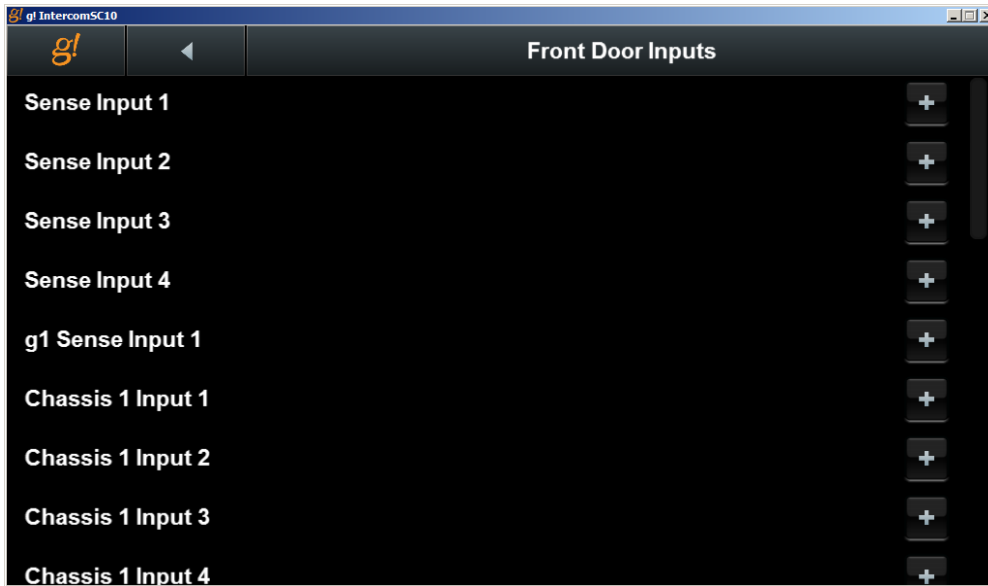 g! g! IntercomSC10
g! Front Door Inputs
Sense Input 1
Sense Input 2
Sense Input 3
Sense Input 4
g1 Sense Input 1
Chassis 1 Input 1
Chassis 1 Input 2
Chassis 1 Input 3
Chassis 1 Input 4